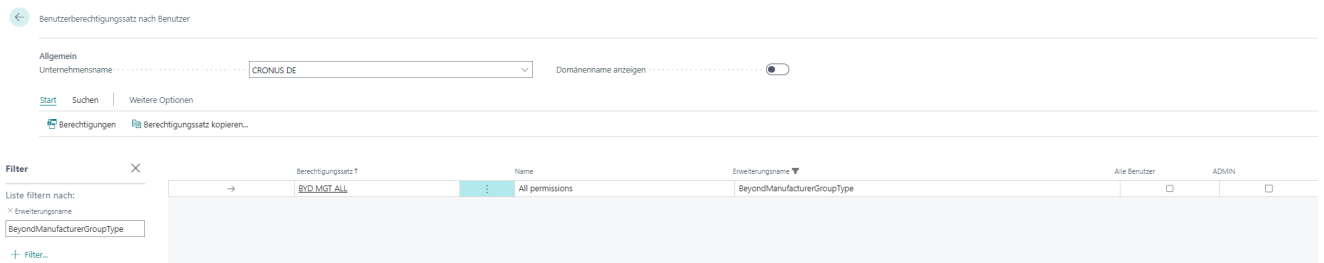 Benutzerberechtigungssatz nach Benutzer
Allgemein
Unternehmensname CRONUS DE Domänenname anzeigen
Start Suchen Weitere Optionen
Berechtigungen Berechtigungssatz kopieren...
Filter
Liste filtern nach:
× Erweiterungsname
BeyondManufacturerGroupType
+ Filter...
Berechtigungssatz↑ Name Erweiterungsname Alle Benutzer ADMIN
→ BYD MGT ALL All permissions BeyondManufacturerGroupType